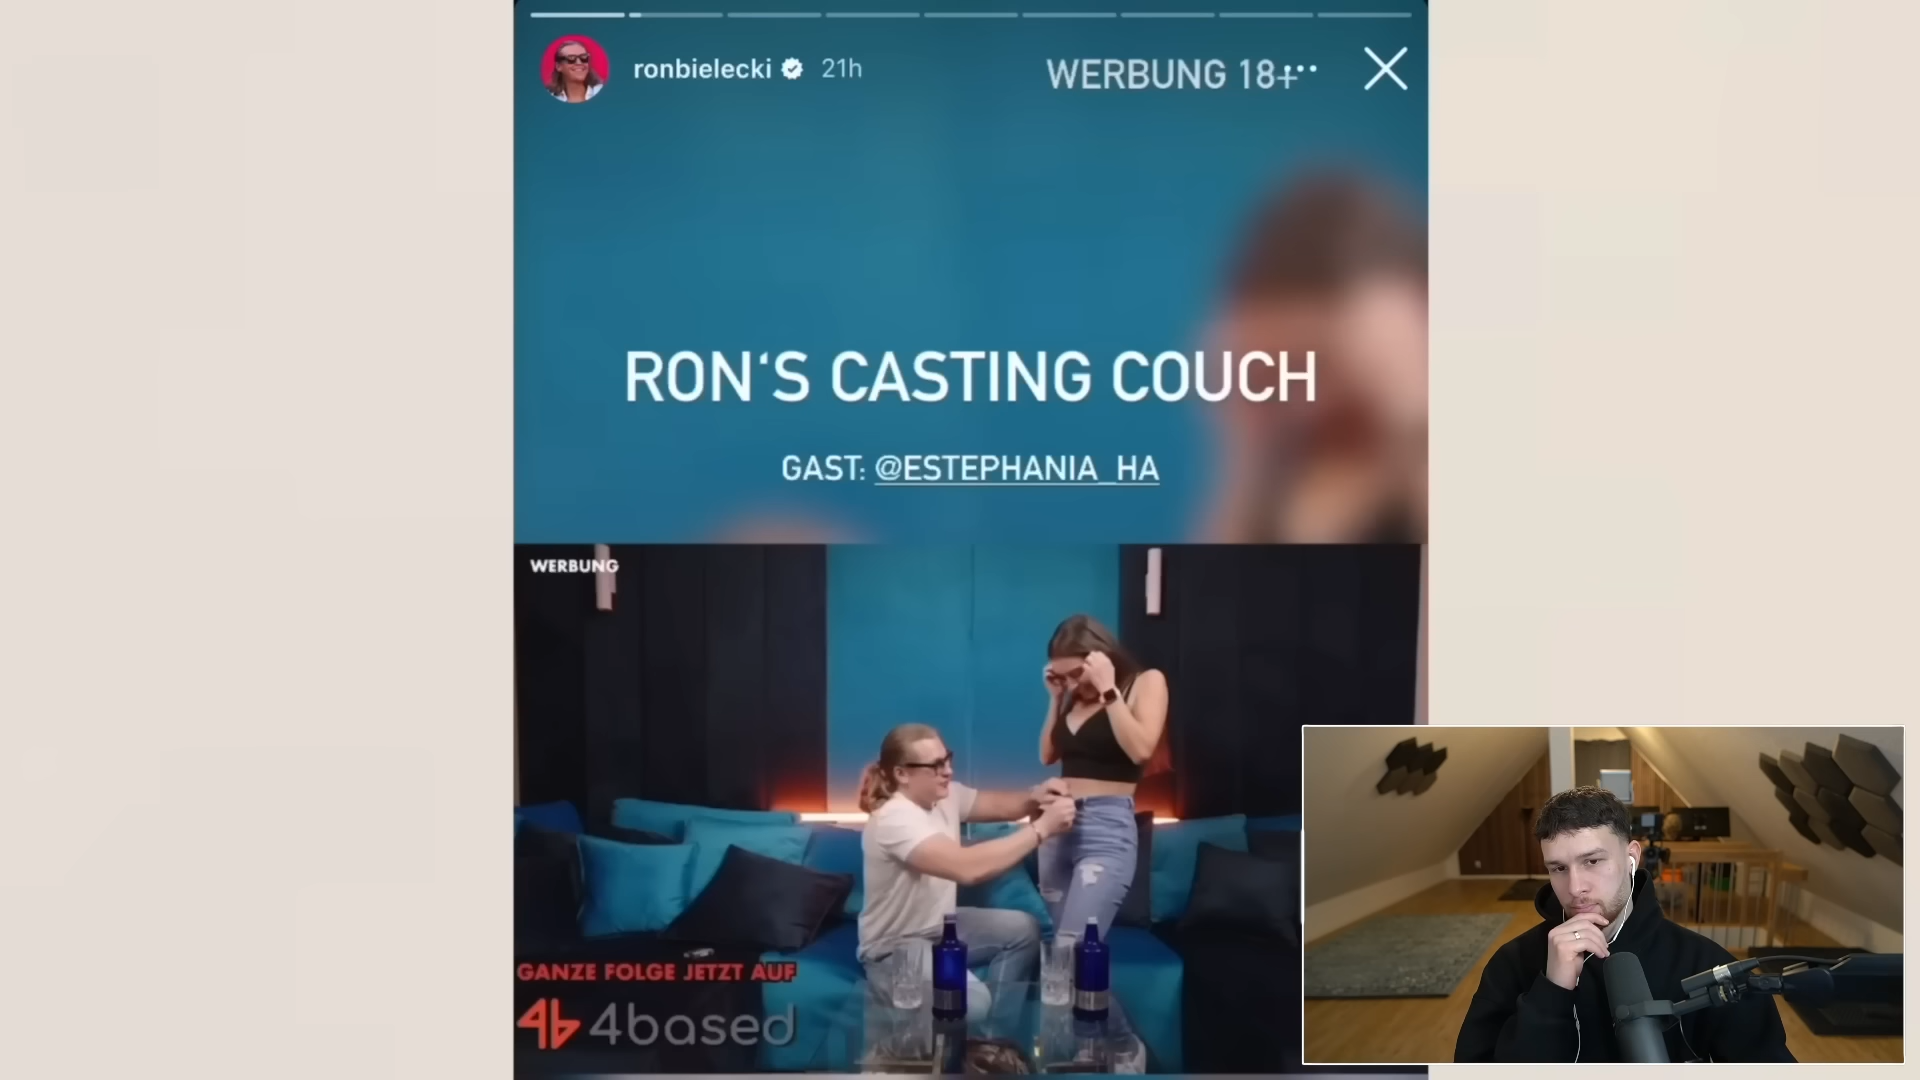 ronbielecki 21h
WERBUNG 18+
RON‘S CASTING COUCH
GAST: @ESTEPHANIA_HA
WERBUNG
GANZE FOLGE JETZT AUF
4based